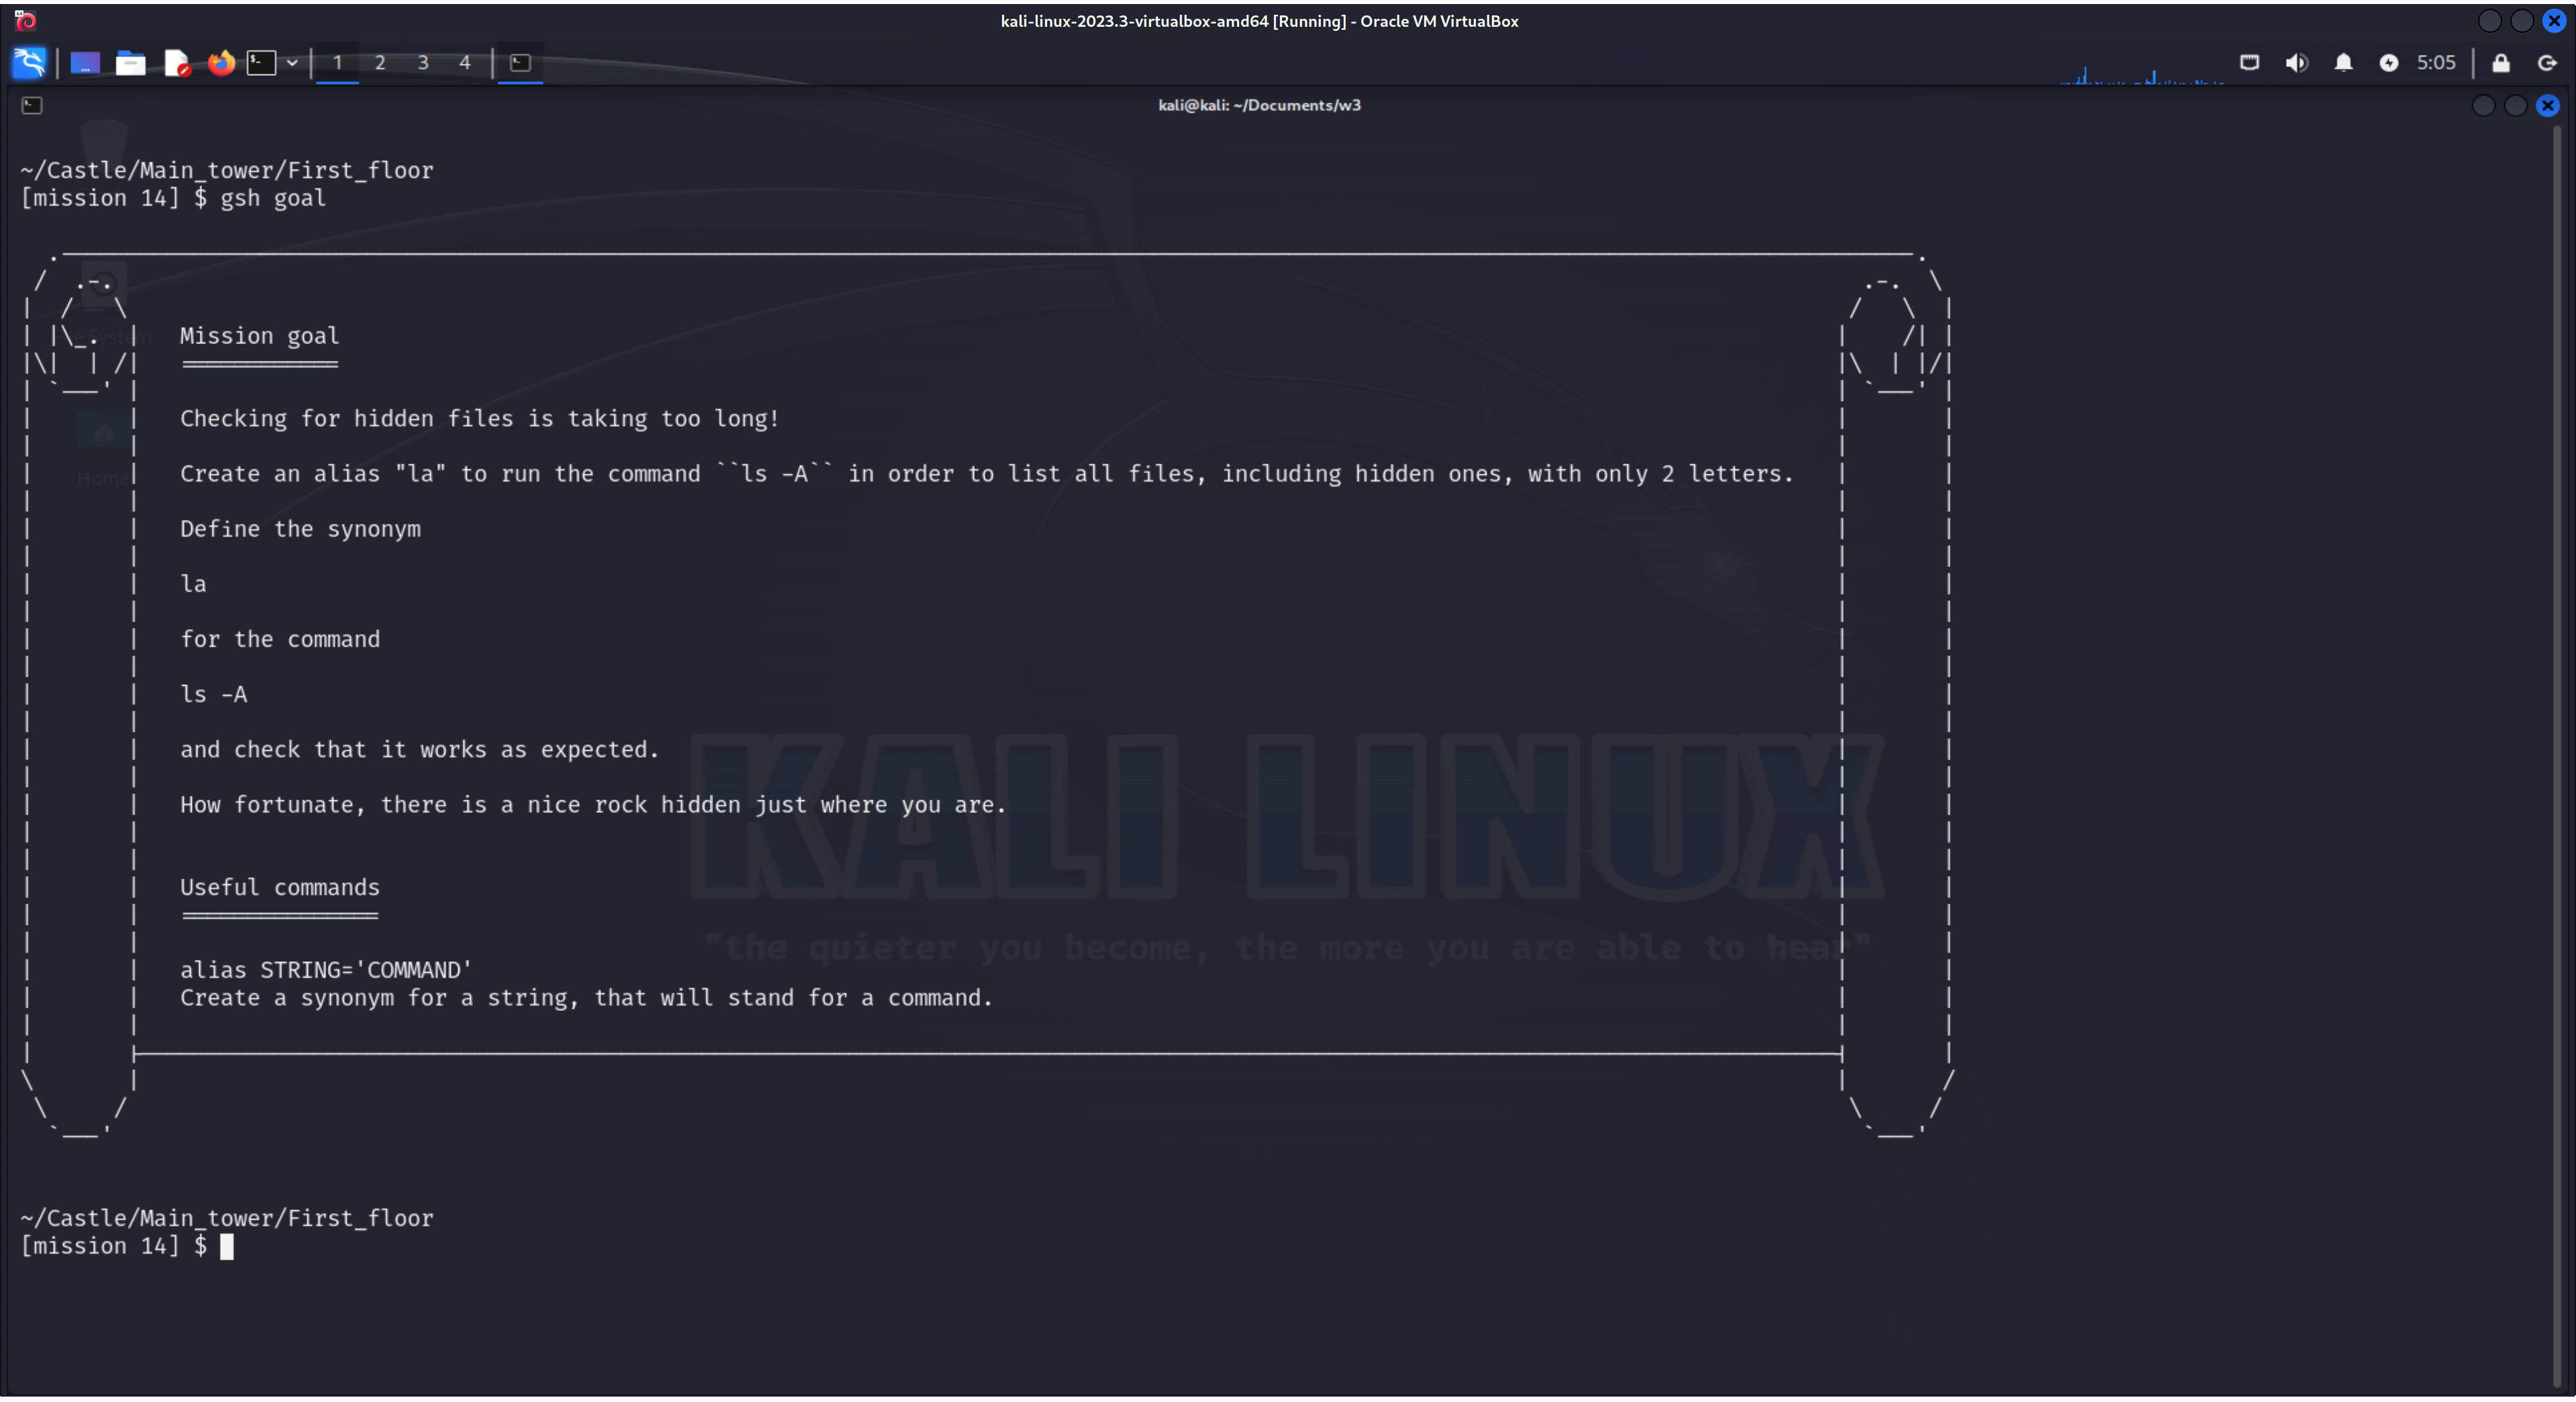 kali-linux-2023.3-virtualbox-amd64 [Running] - Oracle VM VirtualBox
1 2 3 4 5:05
kali@kali: ~/Documents/w3
~/Castle/Main_tower/First_floor
[mission 14] $ gsh goal
Mission goal
============
Checking for hidden files is taking too long!
Create an alias "la" to run the command ``ls -A`` in order to list all files, including hidden ones, with only 2 letters.
Define the synonym
la
for the command
ls -A
and check that it works as expected.
How fortunate, there is a nice rock hidden just where you are.
Useful commands
===============
alias STRING='COMMAND'
Create a synonym for a string, that will stand for a command.
~/Castle/Main_tower/First_floor
[mission 14] $
Home
KALI LINUX
"the quieter you become, the more you are able to hear"